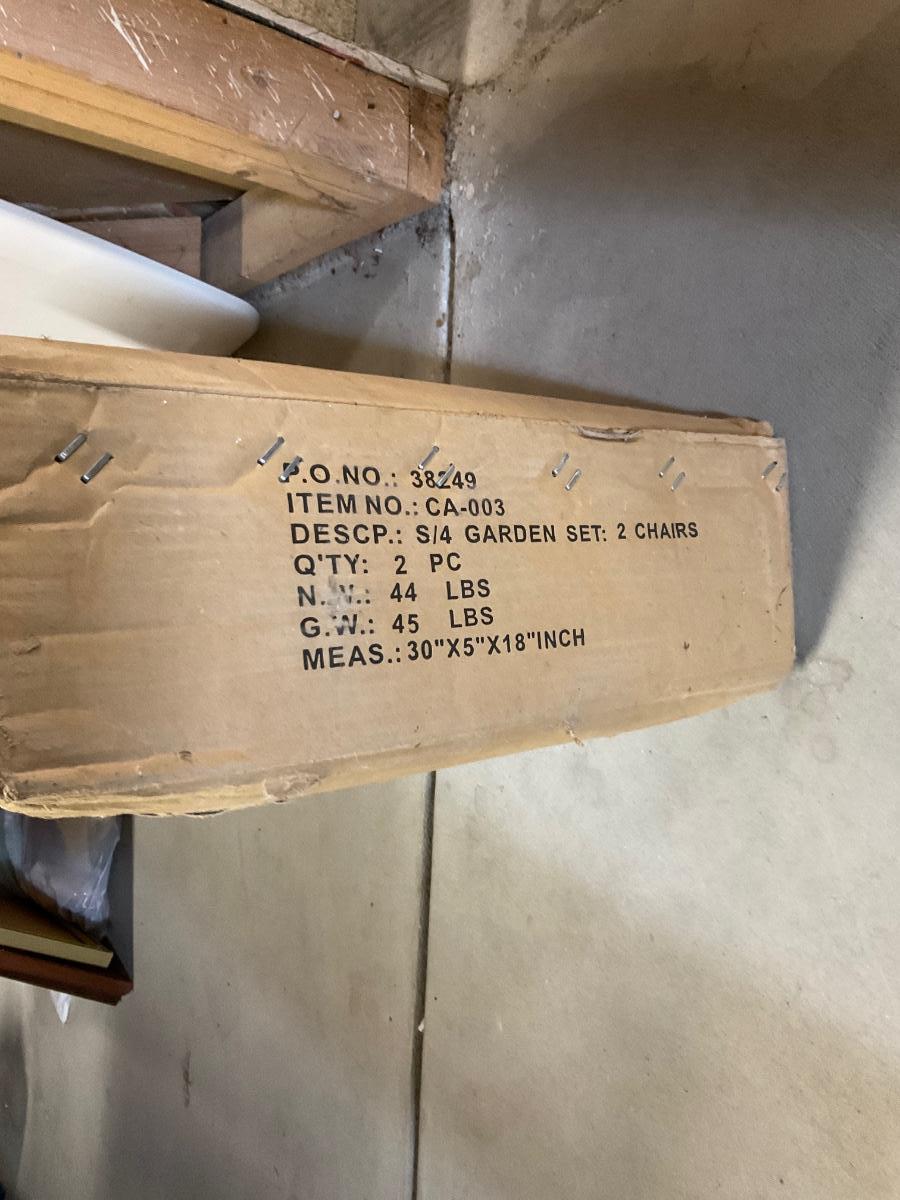 P.O.NO.: 38249
ITEM NO.: CA-003
DESCP.: S/4 GARDEN SET: 2 CHAIRS
Q'TY: 2 PC
N.W.: 44 LBS
G.W.: 45 LBS
MEAS.: 30"X5"X18"INCH